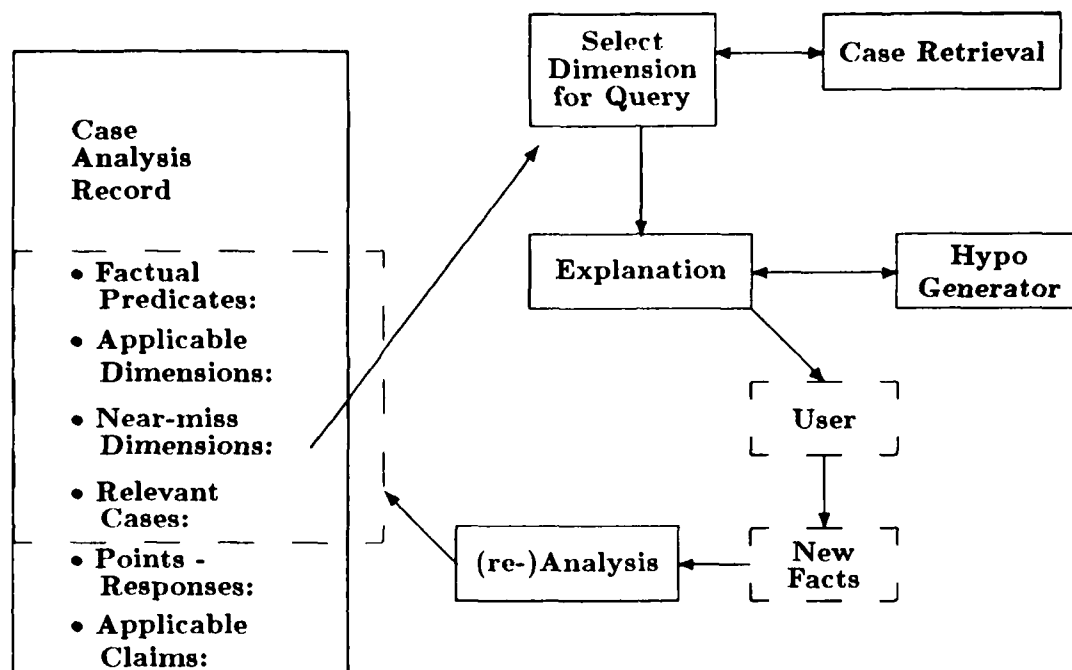 Case
Analysis
Record
• Factual
Predicates:
• Applicable
Dimensions:
• Near-miss
Dimensions:
• Relevant
Cases:
• Points -
Responses:
• Applicable
Claims:
Select
Dimension
for Query
Case Retrieval
Explanation
Hypo
Generator
User
New
Facts
(re-)Analysis